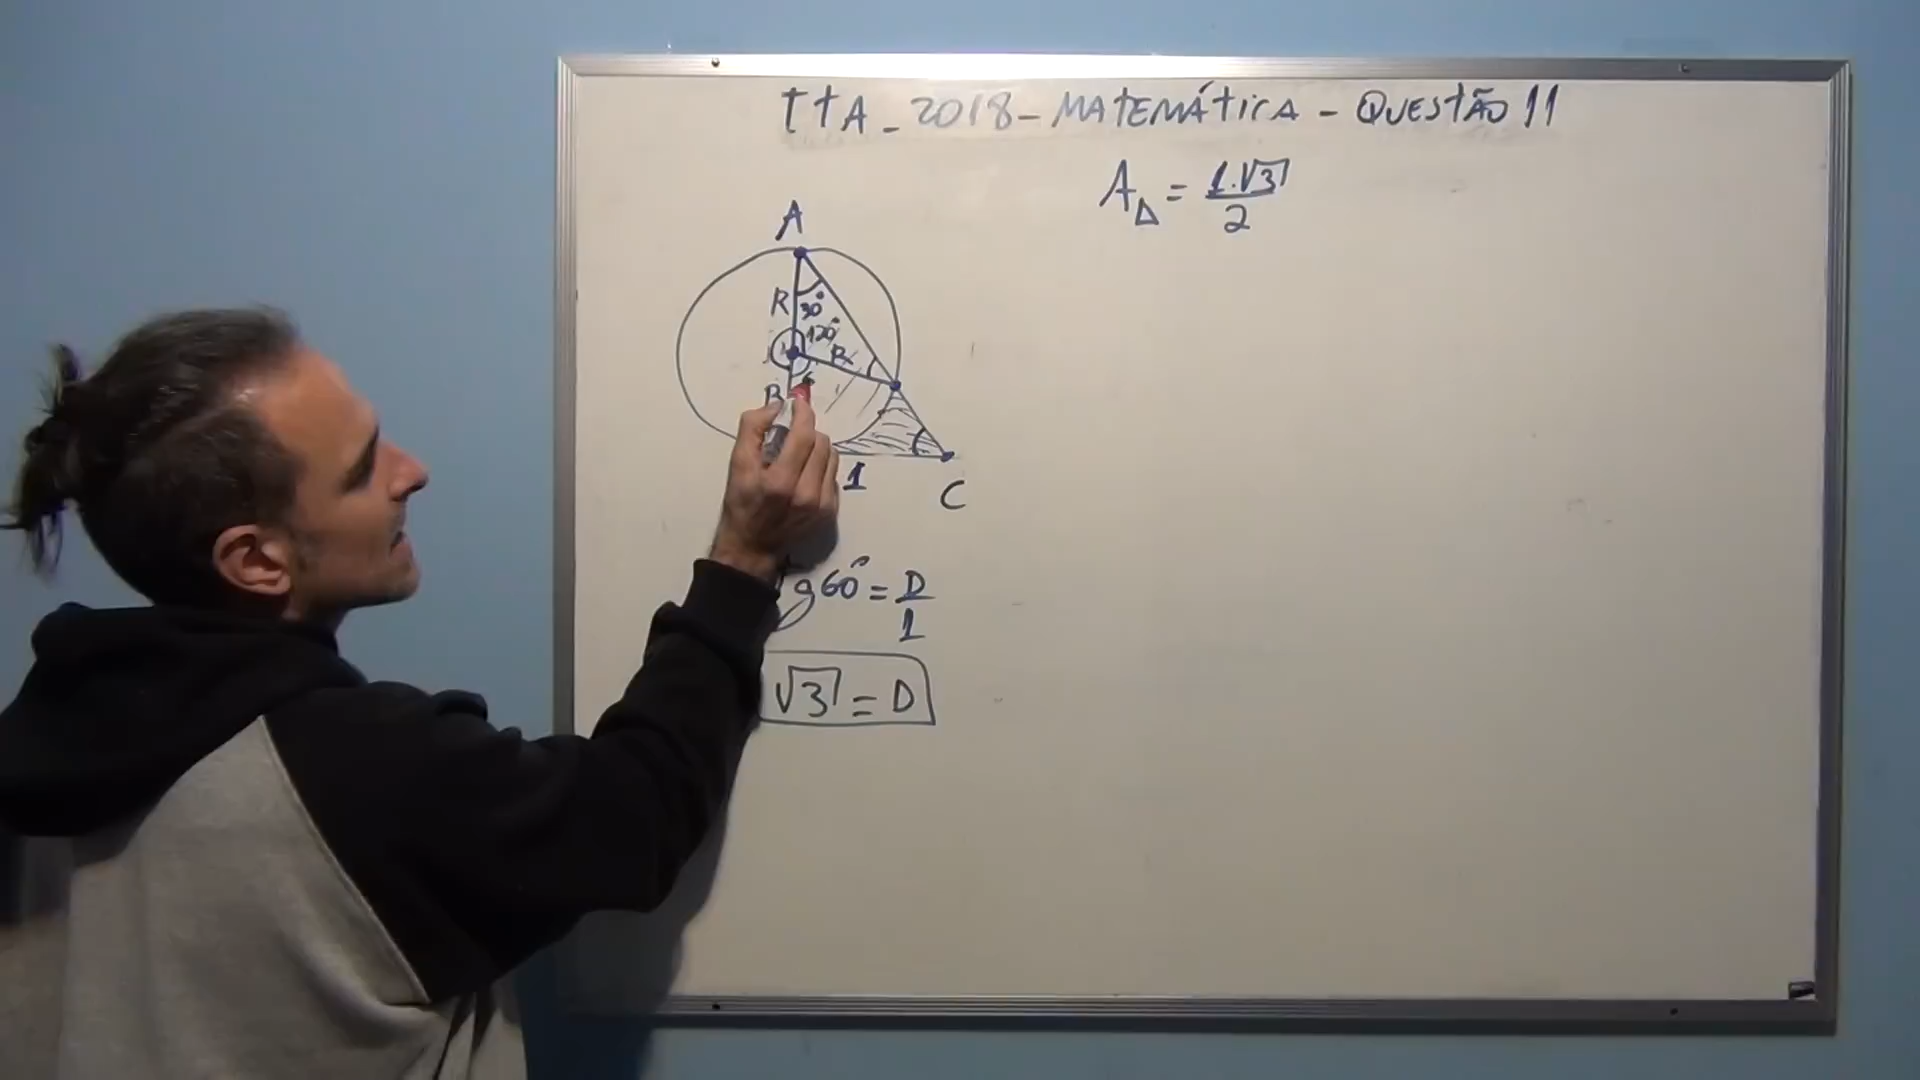 ITA - 2018 - MATEMÁTICA - QUESTÃO 11
A△ = 1.√3/2
A
R 30°
120°
R
R
1 C
g60° = D/1
√3 = D